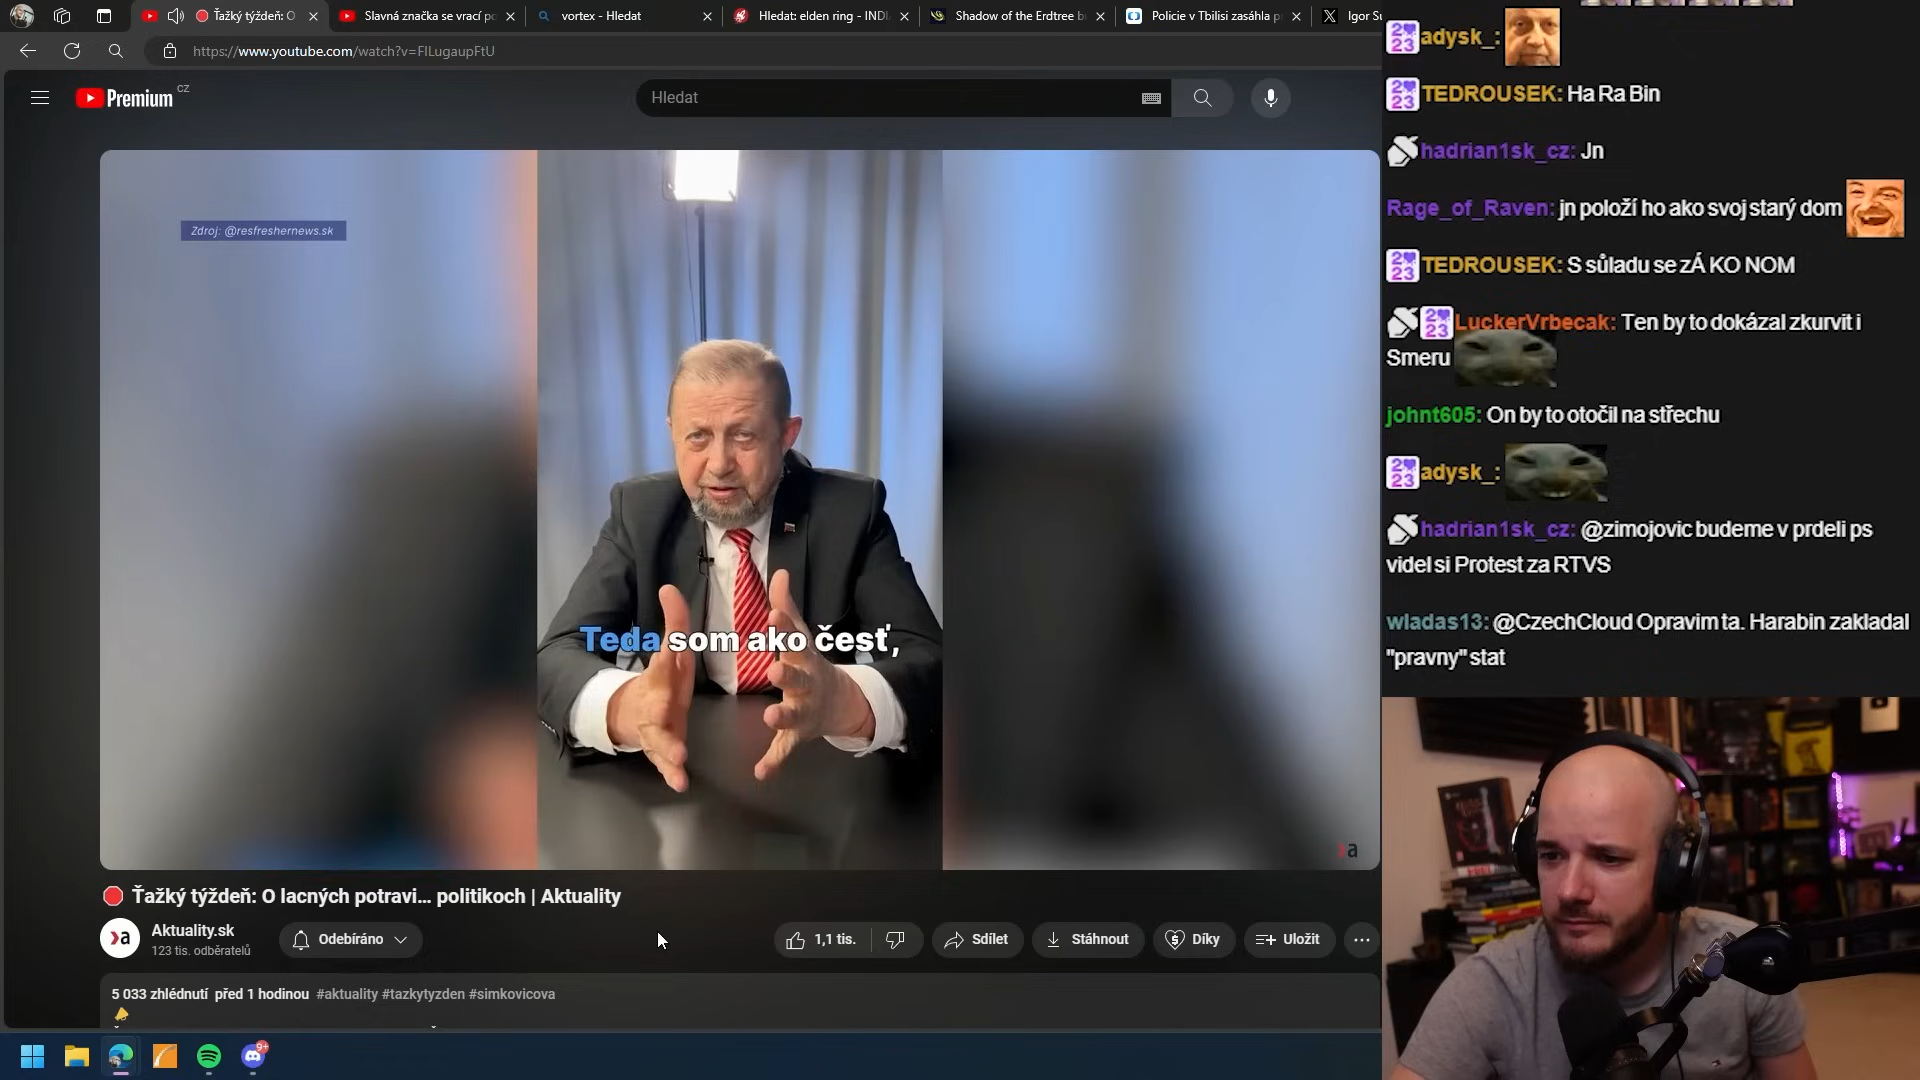 Ťažký týždeň: O
Slavná značka se vrací po
vortex - Hledat
Hledat: elden ring - INDI
Shadow of the Erdtree b
Policie v Tbilisi zasáhla p
Igor Su
https://www.youtube.com/watch?v=FlLugaupFtU
Premium CZ
Hledat
Zdroj: @resfreshernews.sk
Teda som ako česť,
a
Ťažký týždeň: O lacných potravi... politikoch | Aktuality
a
Aktuality.sk
123 tis. odběratelů
Odebíráno
1,1 tis.
Sdílet
Stáhnout
Díky
Uložit
5 033 zhlédnutí před 1 hodinou #aktuality #tazkytyzden #simkovicova
9+
adysk_:
TEDROUSEK: Ha Ra Bin
hadrian1sk_cz: Jn
Rage_of_Raven: jn položí ho ako svoj starý dom
TEDROUSEK: S sůladu se zÁ KO NOM
LuckerVrbecak: Ten by to dokázal zkurvit i
Smeru
johnt605: On by to otočil na střechu
adysk_:
hadrian1sk_cz: @zimojovic budeme v prdeli ps
videl si Protest za RTVS
wladas13: @CzechCloud Opravim ta. Harabin zakladal
"pravny" stat